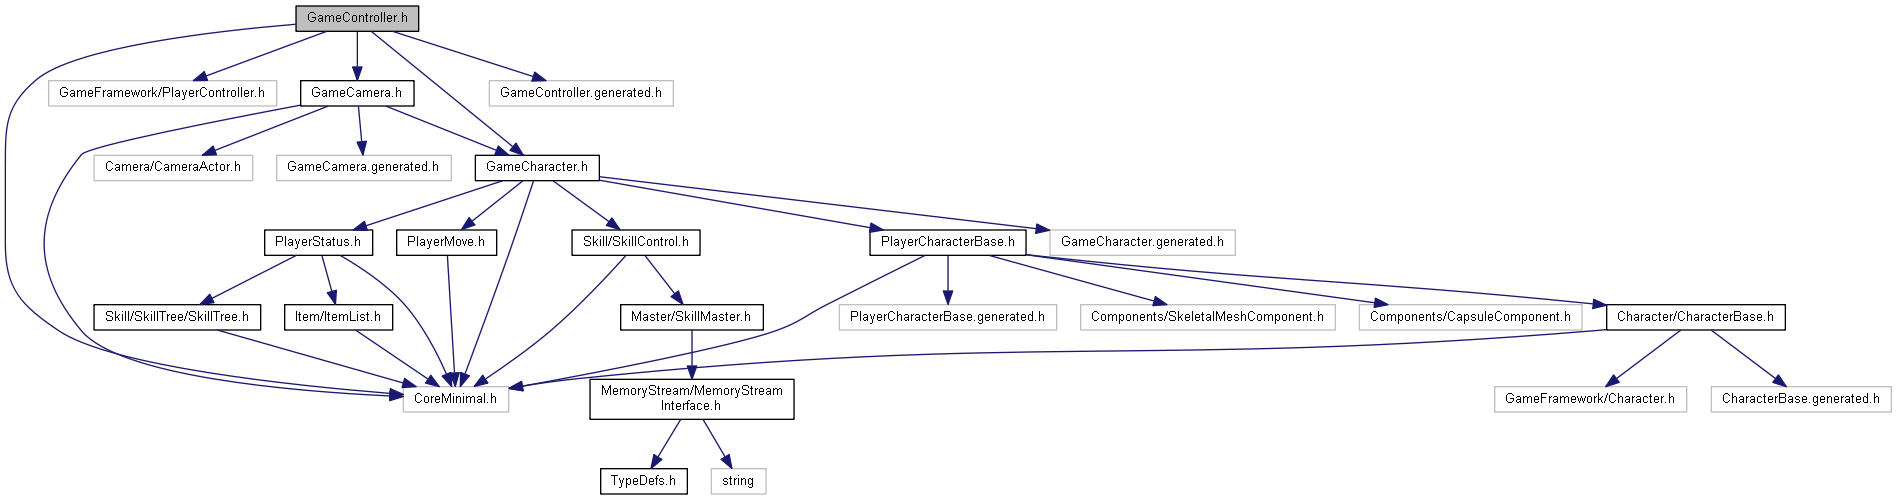 GameController.h
GameFramework/PlayerController.h
GameCamera.h
GameController.generated.h
Camera/CameraActor.h
GameCamera.generated.h
GameCharacter.h
PlayerStatus.h
PlayerMove.h
Skill/SkillControl.h
PlayerCharacterBase.h
GameCharacter.generated.h
Skill/SkillTree/SkillTree.h
Item/ItemList.h
Master/SkillMaster.h
PlayerCharacterBase.generated.h
Components/SkeletalMeshComponent.h
Components/CapsuleComponent.h
Character/CharacterBase.h
CoreMinimal.h
MemoryStream/MemoryStream
Interface.h
GameFramework/Character.h
CharacterBase.generated.h
TypeDefs.h
string